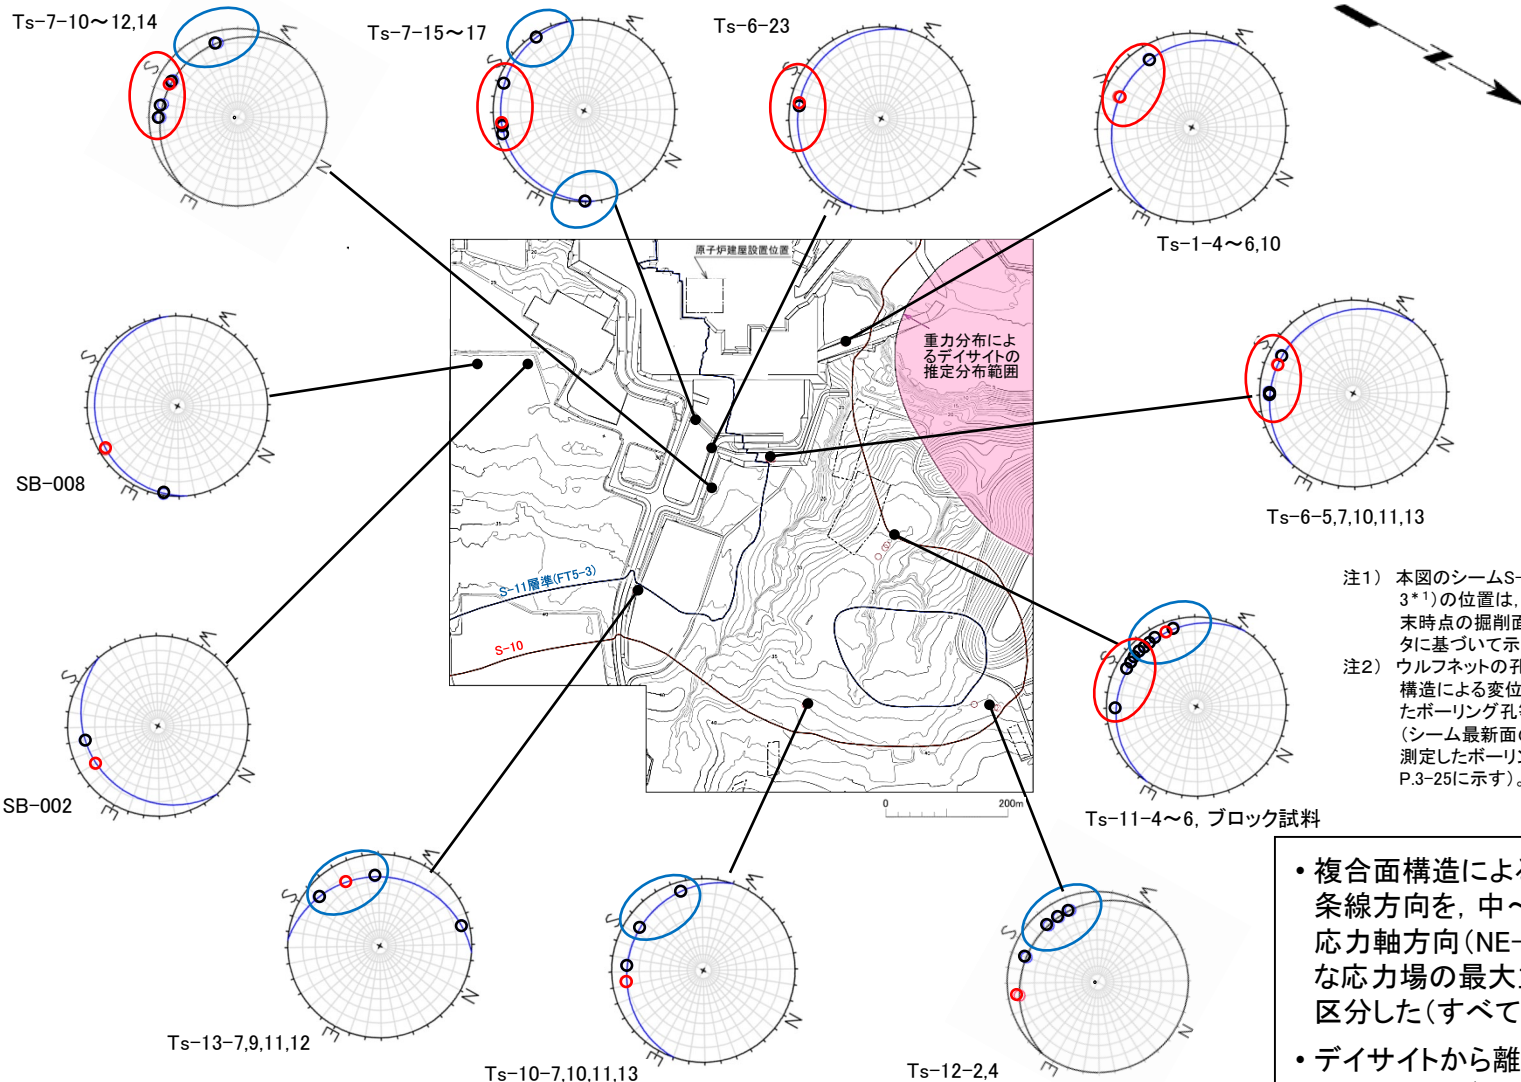 Ts-7-10～12,14
Ts-7-15～17
Ts-6-23
Ts-1-4～6,10
原子炉建屋設置位置
重力分布によ
るデイサイトの
推定分布範囲
SB-008
Ts-6-5,7,10,11,13
S-11層準(FT5-3)
S-10
SB-002
0 200m
Ts-11-4～6, ブロック試料
注1） 本図のシームS-
3*1)の位置は,
末時点の掘削面
タに基づいて示
注2） ウルフネットの孔
構造による変位
たボーリング孔
（シーム最新面の
測定したボーリン
P.3-25に示す)。
Ts-13-7,9,11,12
Ts-10-7,10,11,13
Ts-12-2,4
• 複合面構造による
条線方向を, 中～
応力軸方向(NE-
な応力場の最大
区分した(すべて
• デイサイトから離